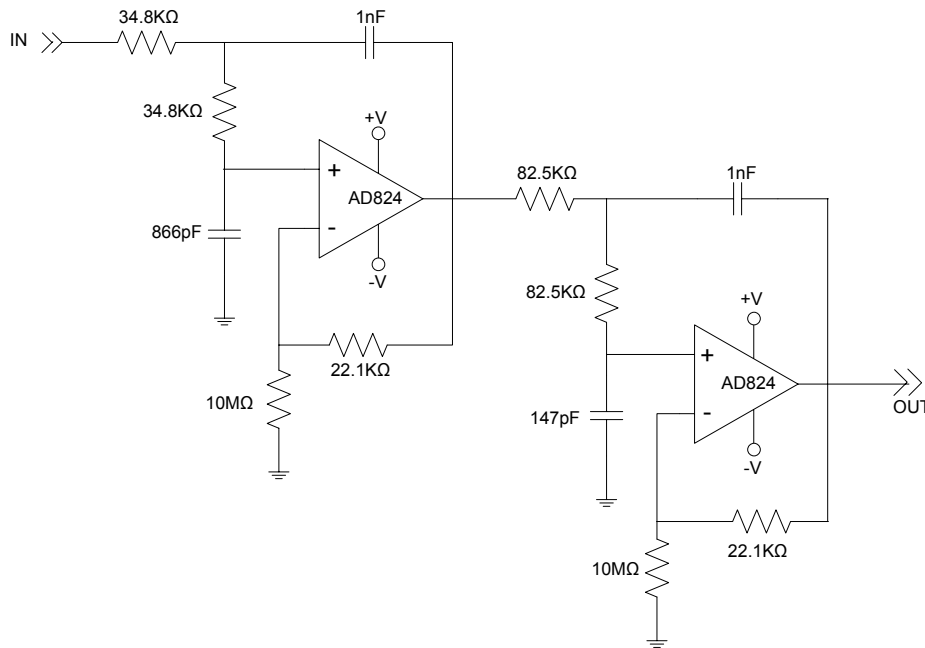 34.8KΩ
1nF
IN
34.8KΩ
+V
+
AD824
-
866pF
-V
22.1KΩ
10MΩ
82.5KΩ
1nF
82.5KΩ
+V
+
AD824
-
147pF
-V
OUT
22.1KΩ
10MΩ